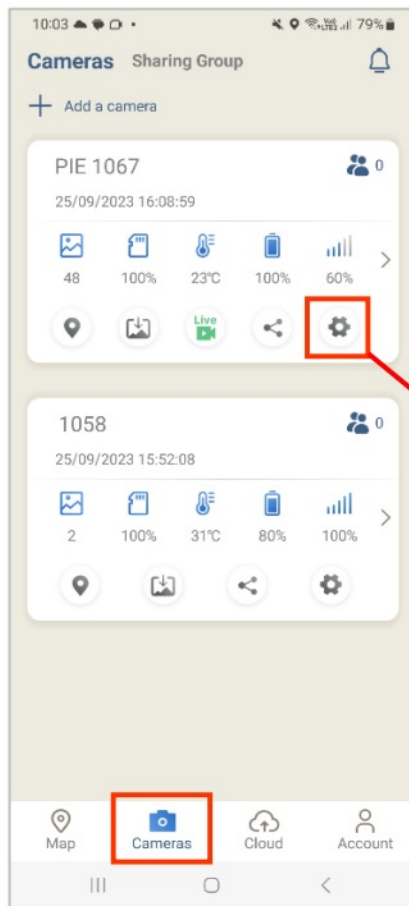 10:03 79%
Cameras Sharing Group
+ Add a camera
PIE 1067 0
25/09/2023 16:08:59
48 100% 23℃ 100% 60%
Live
1058 0
25/09/2023 15:52:08
2 100% 31℃ 80% 100%
Map Cameras Cloud Account